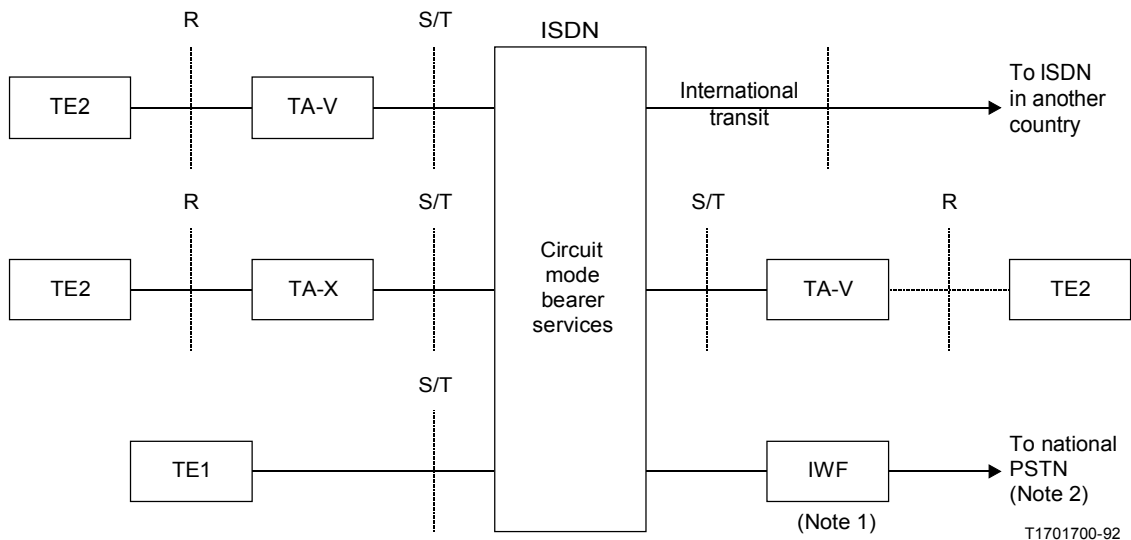 R
S/T
ISDN
TE2
TA-V
International
transit
To ISDN
in another
country
R
S/T
S/T
R
TE2
TA-X
Circuit
mode
bearer
services
TA-V
TE2
S/T
TE1
IWF
To national
PSTN
(Note 2)
(Note 1)
T1701700-92